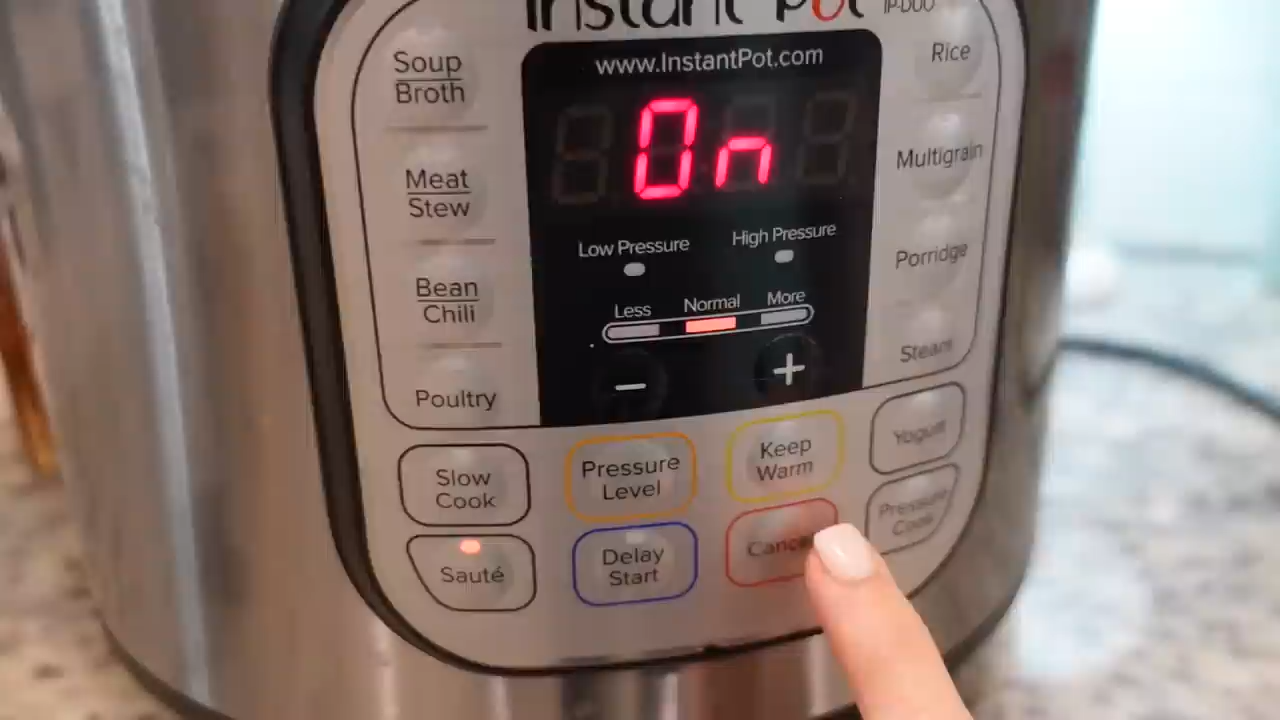 Instant Pot IP-DUO
www.InstantPot.com
Soup
Broth
Meat
Stew
Bean
Chili
Poultry
On
Low Pressure
High Pressure
Less
Normal
More
−
+
Rice
Multigrain
Porridge
Steam
Slow
Cook
Pressure
Level
Keep
Warm
Yogurt
Sauté
Delay
Start
Cancel
Pressure
Cook